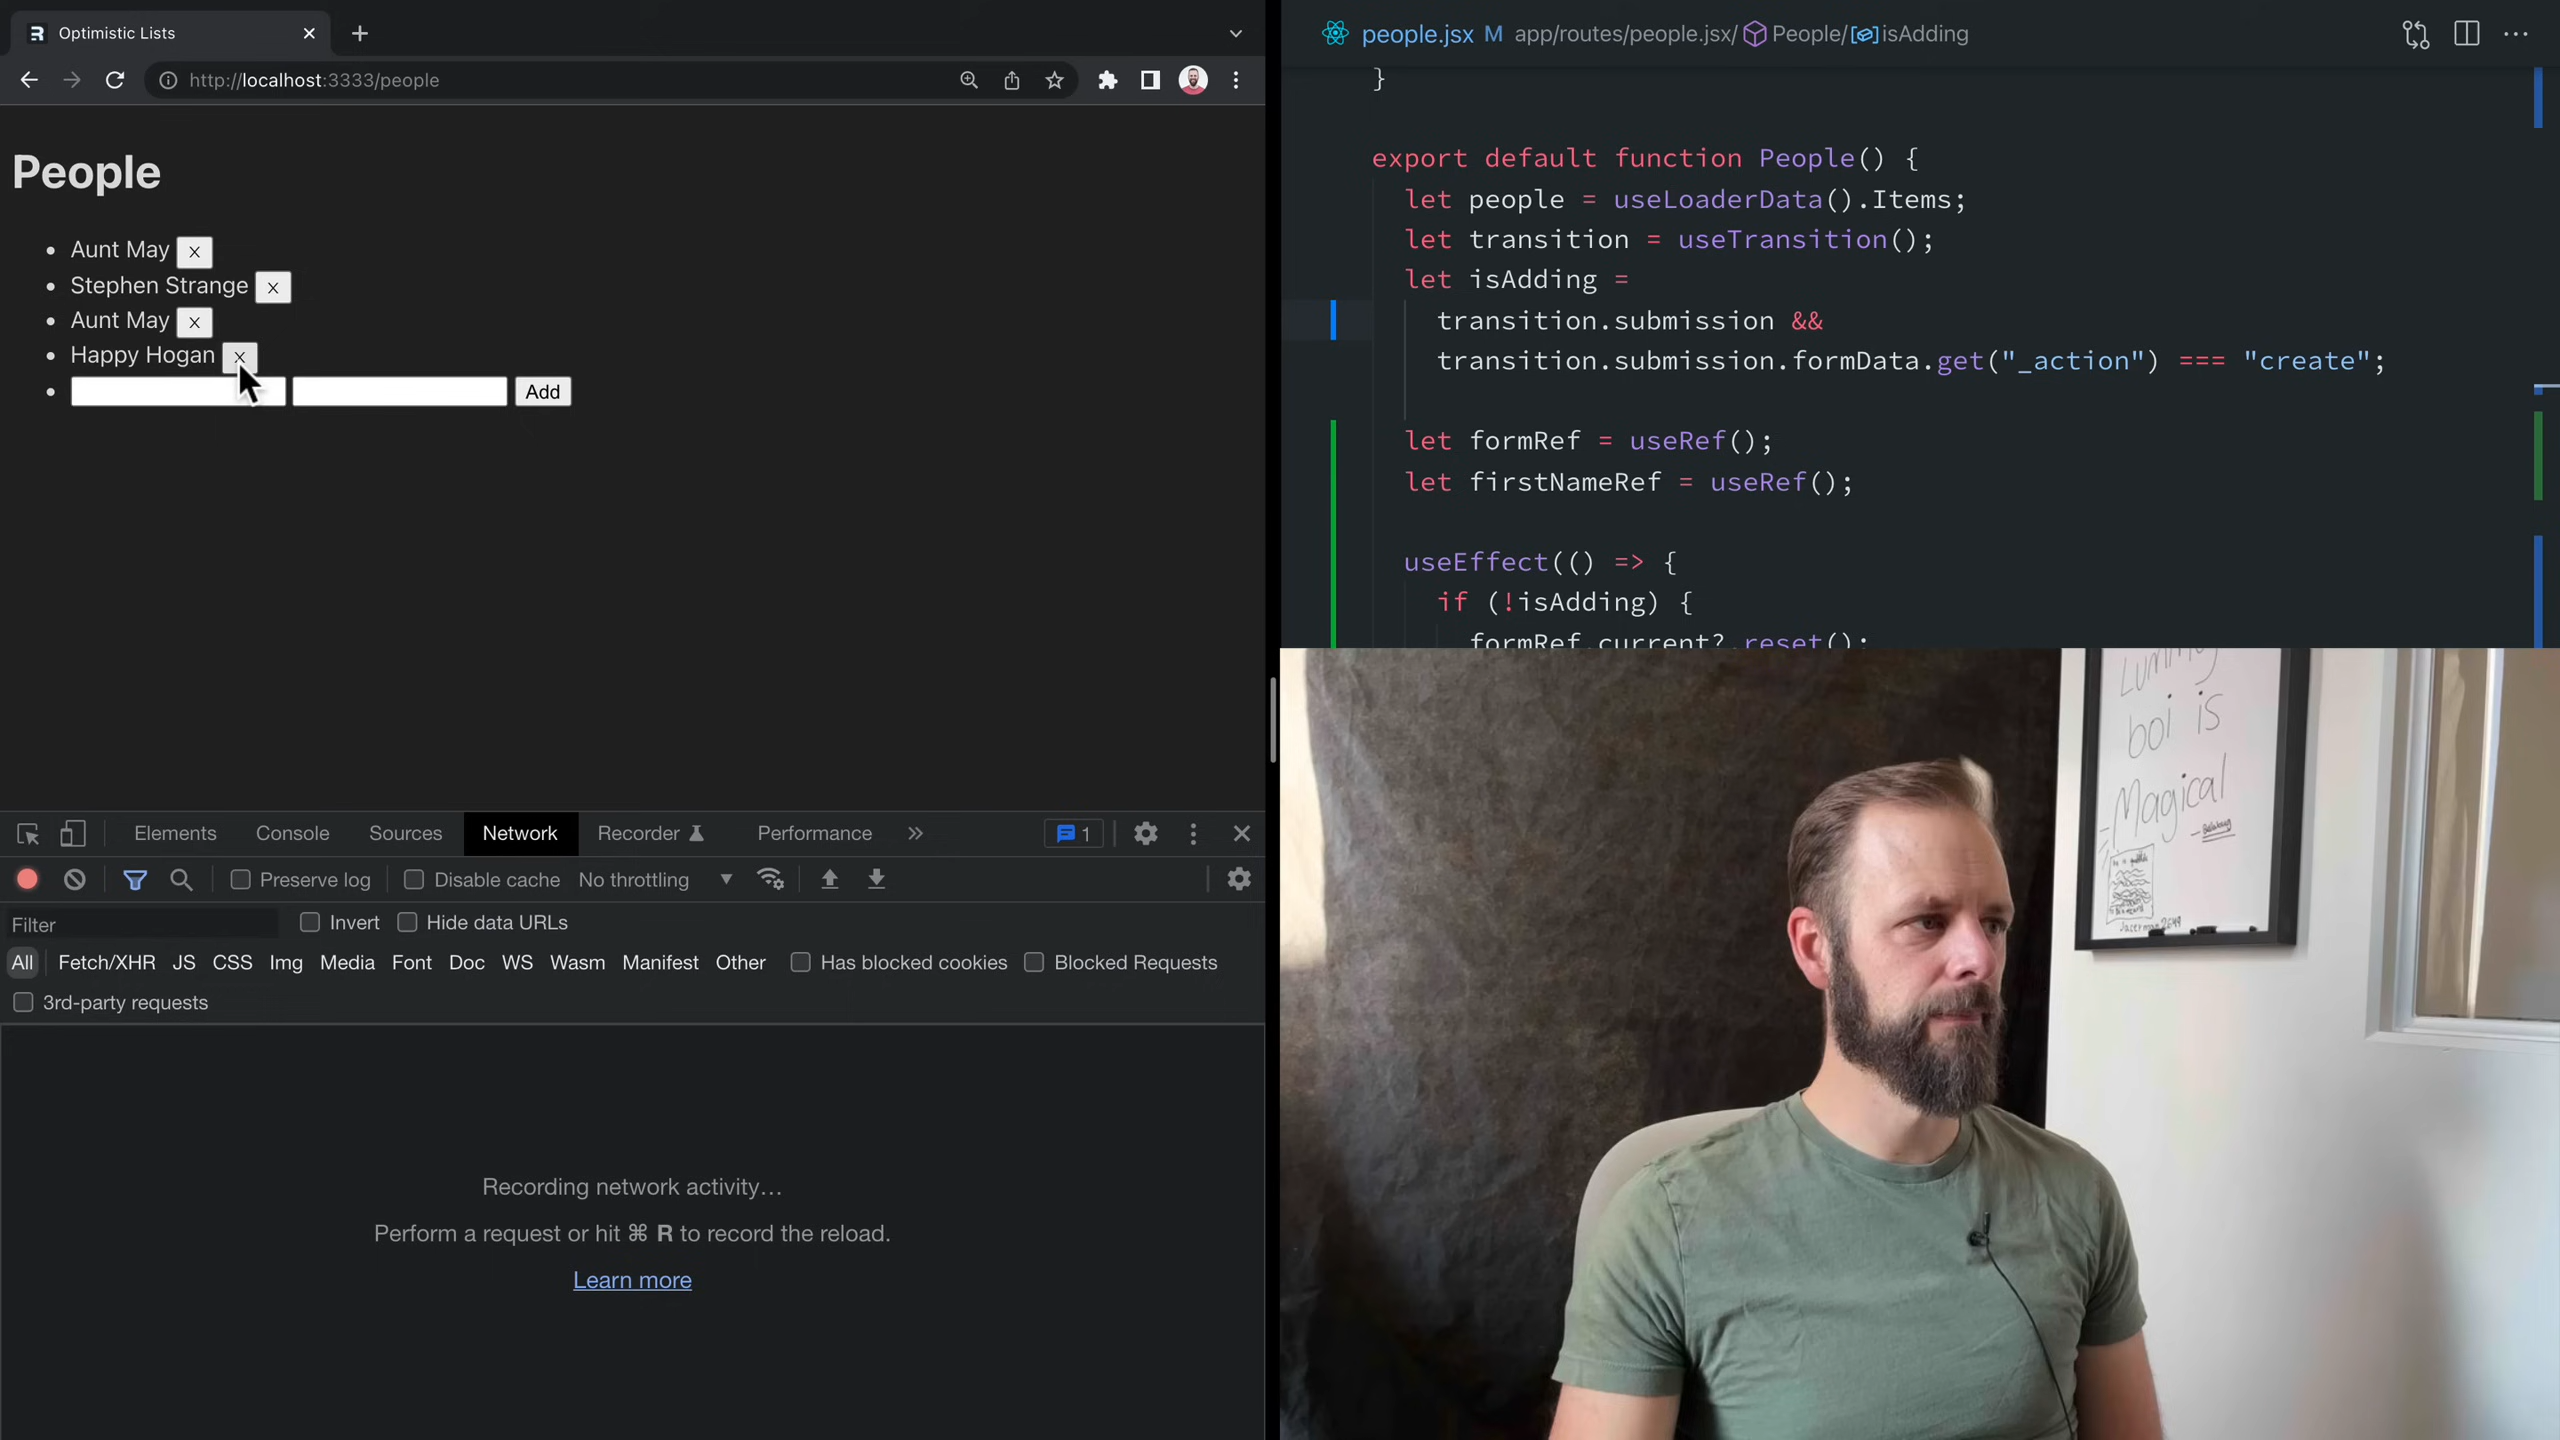 Optimistic Lists
http://localhost:3333/people
People
Aunt May ×
Stephen Strange ×
Aunt May ×
Happy Hogan ×
Add
Elements Console Sources Network Recorder Performance » 1
Preserve log Disable cache No throttling
Filter Invert Hide data URLs
All Fetch/XHR JS CSS Img Media Font Doc WS Wasm Manifest Other Has blocked cookies Blocked Requests
3rd-party requests
Recording network activity…
Perform a request or hit ⌘ R to record the reload.
Learn more
people.jsx M app/routes/people.jsx/ People/ isAdding
}
export default function People() {
let people = useLoaderData().Items;
let transition = useTransition();
let isAdding =
transition.submission &&
transition.submission.formData.get("_action") === "create";
let formRef = useRef();
let firstNameRef = useRef();
useEffect(() => {
if (!isAdding) {
formRef.current?.reset();
boi is
Magical